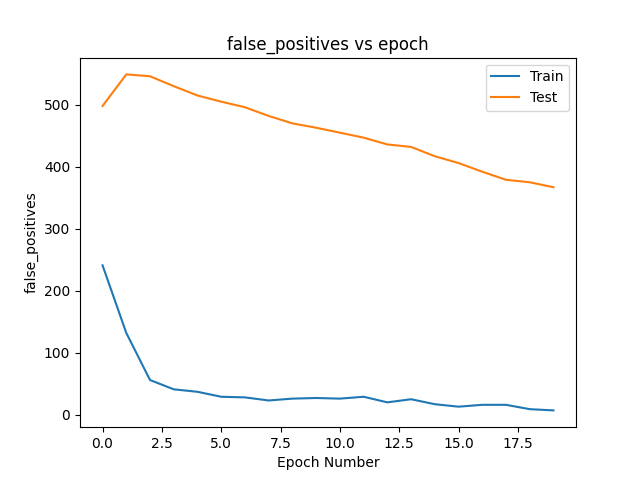 false_positives vs epoch
Train
Test
false_positives
500
400
300
200
100
0
0.0 2.5 5.0 7.5 10.0 12.5 15.0 17.5
Epoch Number